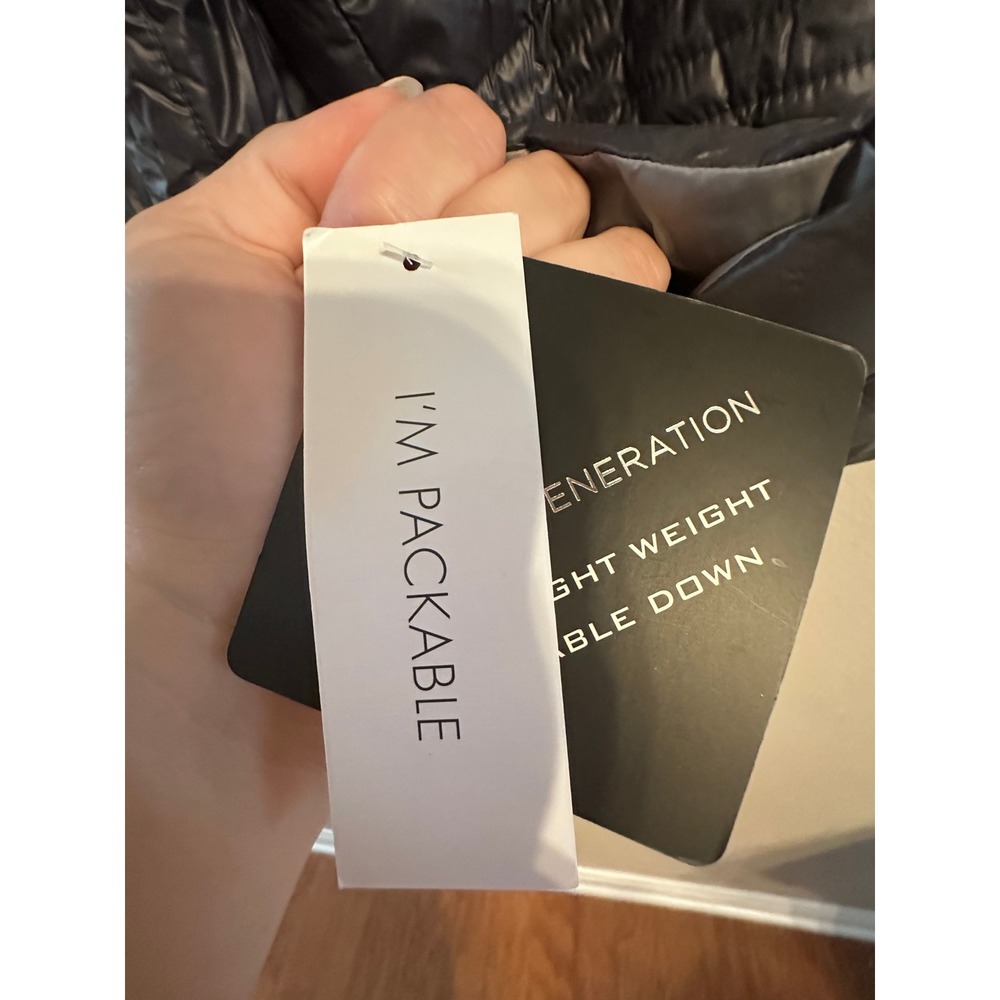 I'M PACKABLE
ENERATION
GHT WEIGHT
ABLE DOWN